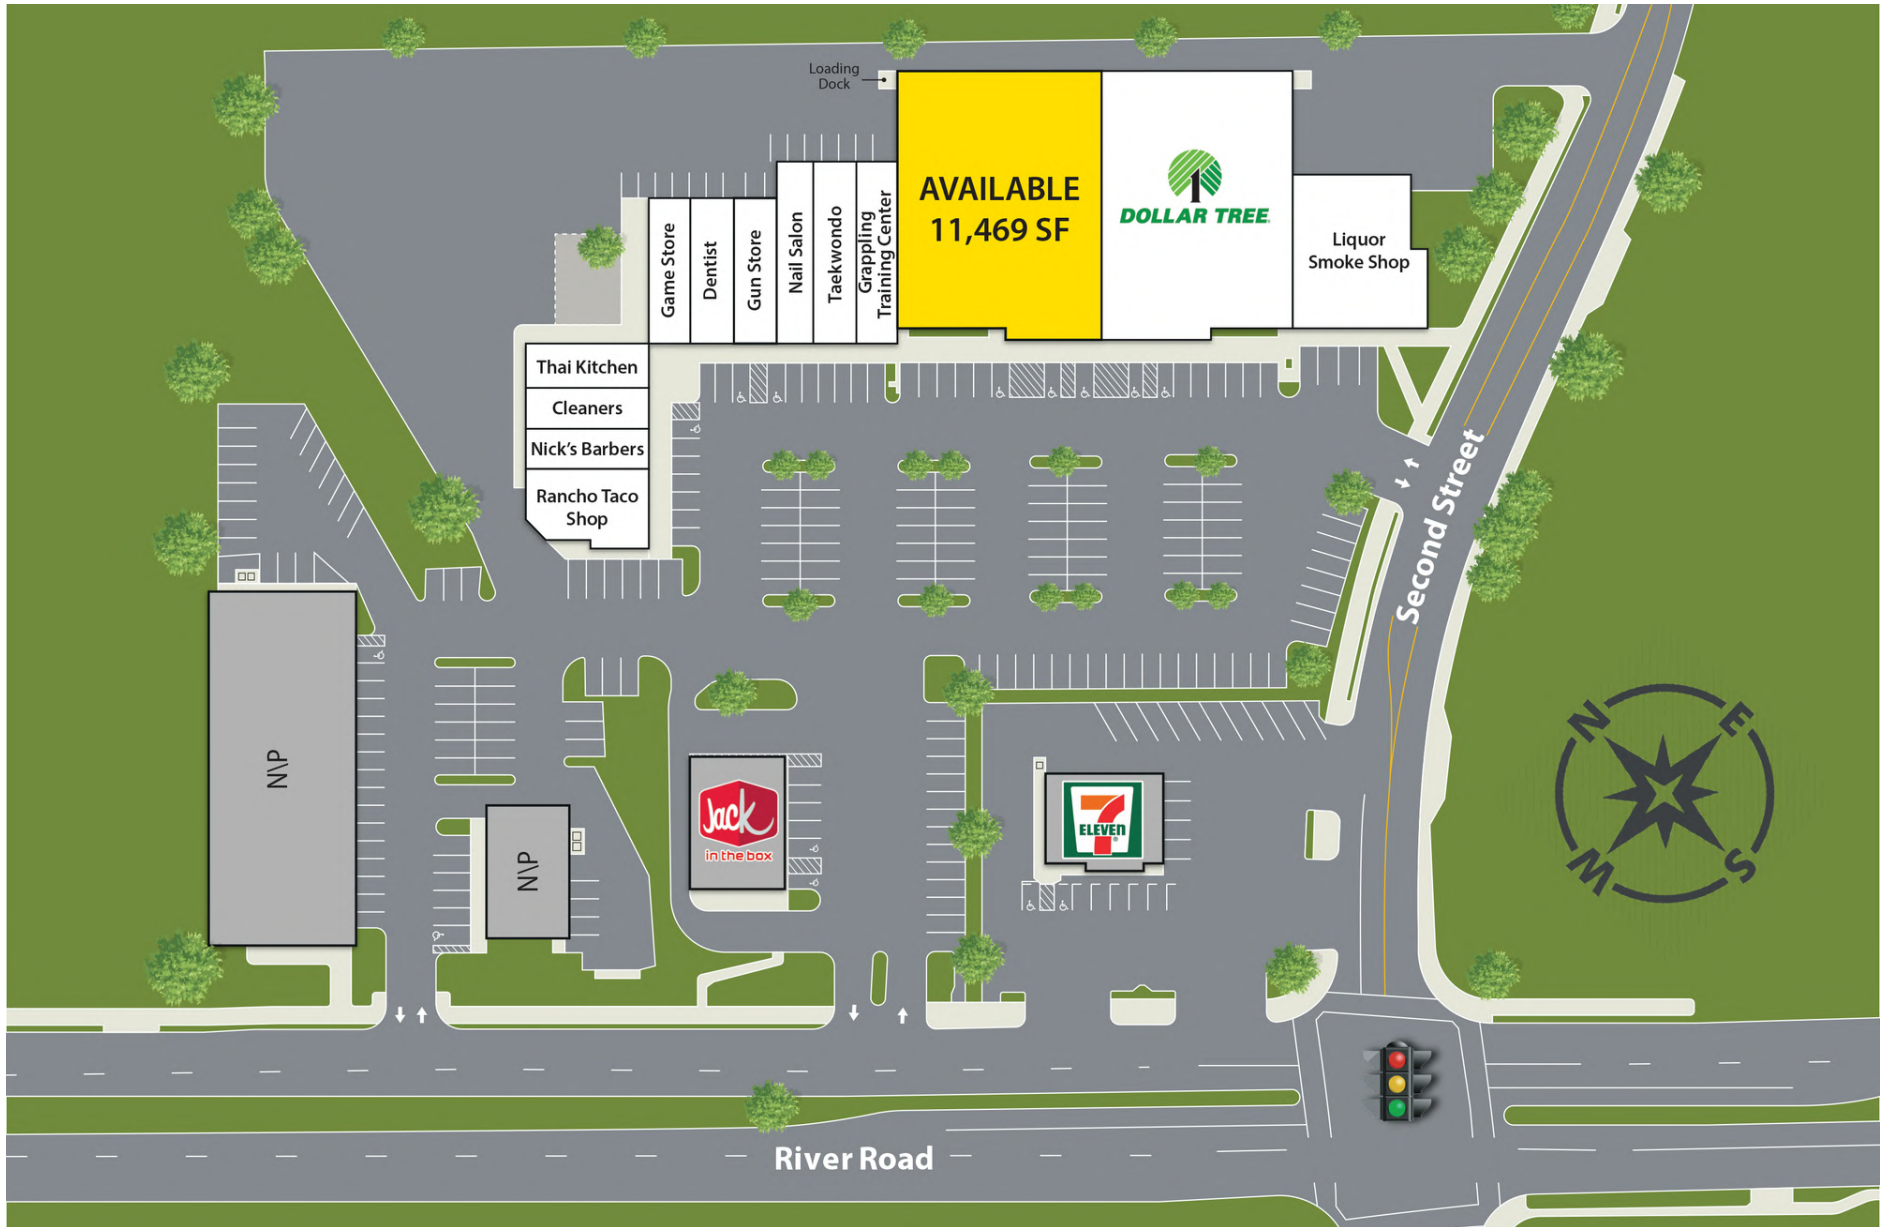 Loading
Dock
AVAILABLE
11,469 SF
1
DOLLAR TREE
Liquor
Smoke Shop
Game Store
Dentist
Gun Store
Nail Salon
Taekwondo
Grappling
Training Center
Thai Kitchen
Cleaners
Nick's Barbers
Rancho Taco
Shop
Second Street
N\P
N\P
Jack
in the box
7
ELEVEN
N
E
W
S
River Road